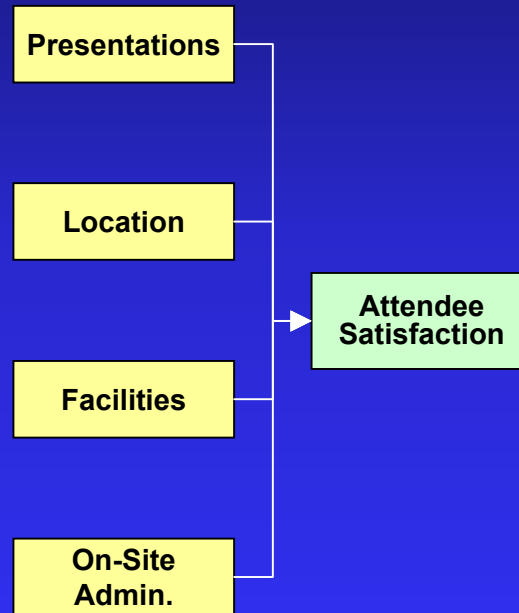 Presentations
Location
Attendee
Satisfaction
Facilities
On-Site
Admin.